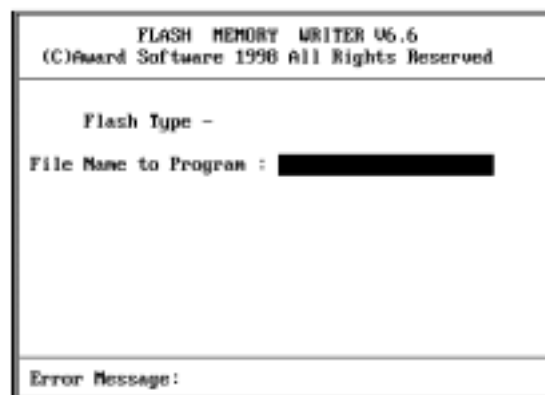 FLASH MEMORY WRITER V6.6
(C)Award Software 1998 All Rights Reserved
Flash Type -
File Name to Program :
Error Message: